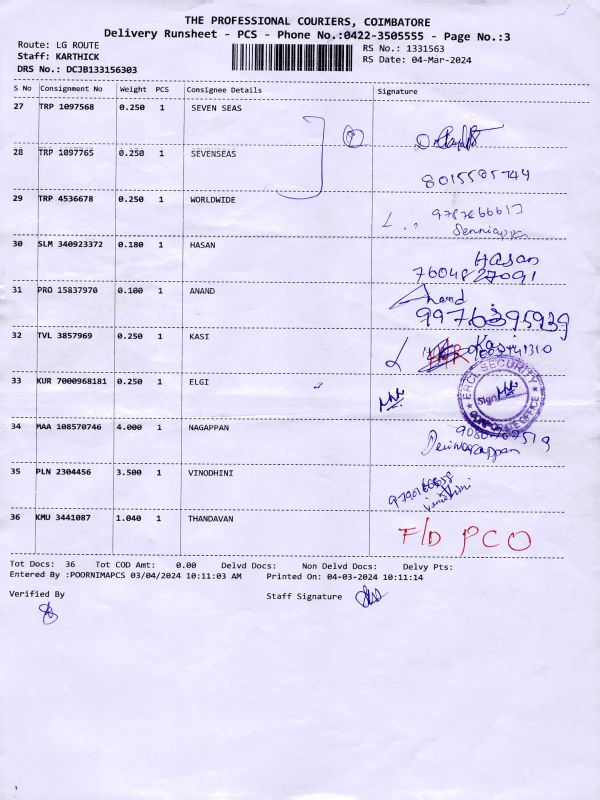 THE PROFESSIONAL COURIERS, COIMBATORE
Delivery Runsheet - PCS - Phone No.:0422-3505555 - Page No.:3
Route: LG ROUTE RS No.: 1331563
Staff: KARTHICK RS Date: 04-Mar-2024
DRS No.: DCJB133156303
S No Consignment No Weight PCS Consignee Details Signature
27 TRP 1097568 0.250 1 SEVEN SEAS
28 TRP 1097765 0.250 1 SEVENSEAS
8015505744
29 TRP 4536678 0.250 1 WORLDWIDE
30 SLM 340923372 0.180 1 HASAN Hasan
7604827091
31 PRO 15837970 0.100 1 ANAND Anand
9976395939
32 TVL 3857969 0.250 1 KASI
33 KUR 7000968181 0.250 1 ELGI
ERCL SECURITY
Sign
CORPORATE OFFICE
34 MAA 108570746 4.000 1 NAGAPPAN
35 PLN 2304456 3.500 1 VINODHINI
36 KMU 3441087 1.040 1 THANDAVAN F/D PCO
Tot Docs: 36 Tot COD Amt: 0.00 Delvd Docs: Non Delvd Docs: Delvy Pts:
Entered By :POORNIMAPCS 03/04/2024 10:11:03 AM Printed On: 04-03-2024 10:11:14
Verified By Staff Signature